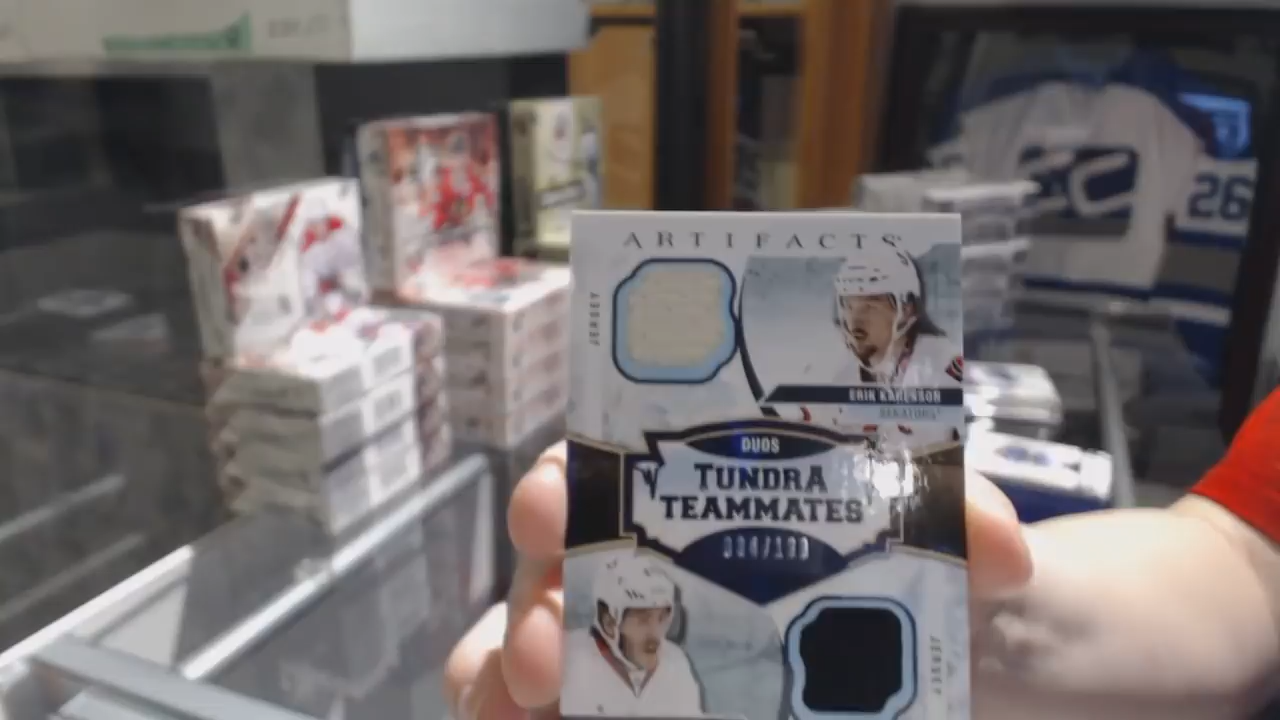 ARTIFACTS
JERSEY
ERIK KARLSSON
SENATORS
DUOS
TUNDRA
TEAMMATES
JERSEY
26